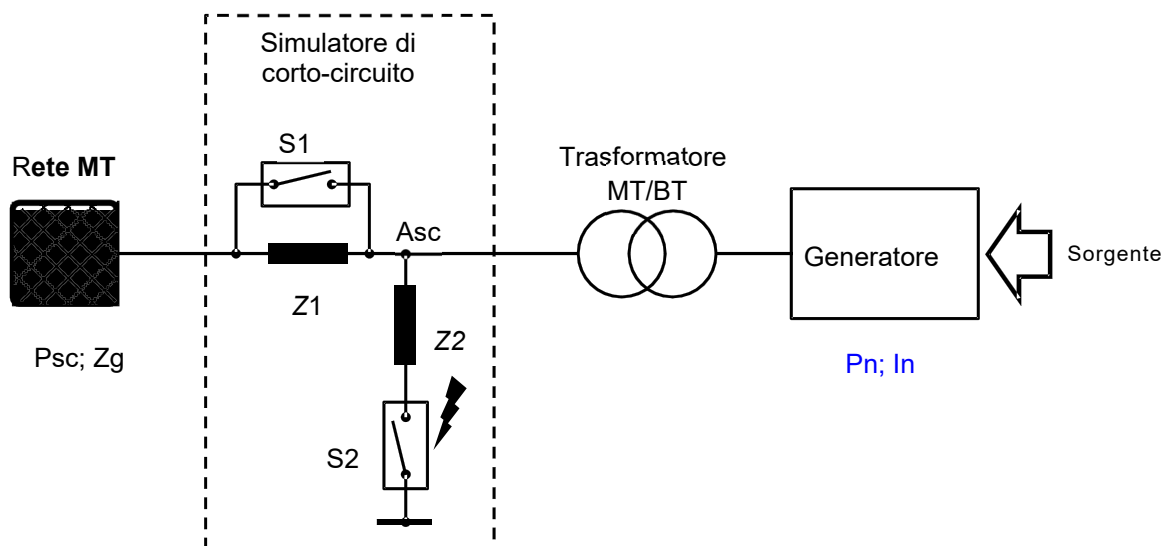 Simulatore di
corto-circuito
S1
Rete MT
Trasformatore
MT/BT
Asc
Generatore
Sorgente
Z1
Z2
Psc; Zg
Pn; In
S2